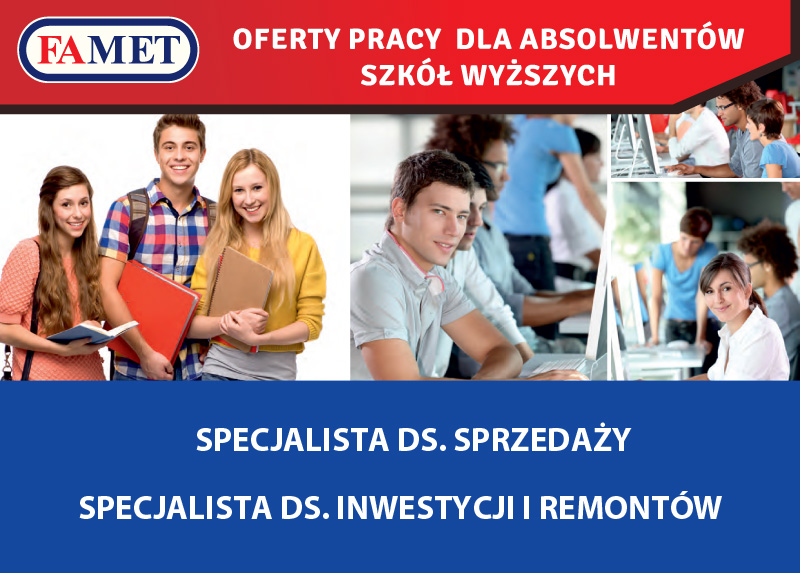 FAMET
OFERTY PRACY DLA ABSOLWENTÓW
SZKÓŁ WYŻSZYCH
SPECJALISTA DS. SPRZEDAŻY
SPECJALISTA DS. INWESTYCJI I REMONTÓW